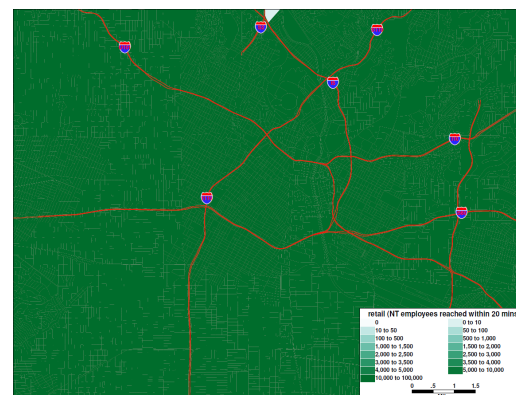 retail (NT employees reached within 20 mins
0
0 to 10
10 to 50
50 to 100
100 to 500
500 to 1,000
1,000 to 1,500
1,500 to 2,000
2,000 to 2,500
2,500 to 3,000
3,000 to 3,500
3,500 to 4,000
4,000 to 5,000
5,000 to 10,000
10,000 to 100,000
0 .5 1 1.5